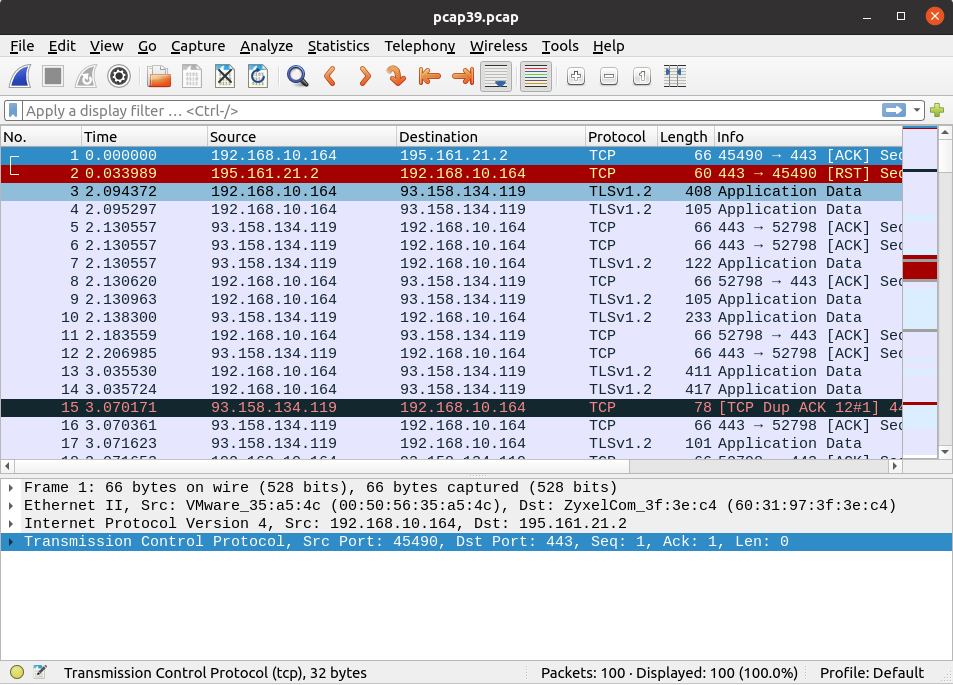 pcap39.pcap
File Edit View Go Capture Analyze Statistics Telephony Wireless Tools Help
Apply a display filter … <Ctrl-/>
No. Time Source Destination Protocol Length Info
1 0.000000 192.168.10.164 195.161.21.2 TCP 66 45490 → 443 [ACK] Seq
2 0.033989 195.161.21.2 192.168.10.164 TCP 60 443 → 45490 [RST] Seq
3 2.094372 192.168.10.164 93.158.134.119 TLSv1.2 408 Application Data
4 2.095297 192.168.10.164 93.158.134.119 TLSv1.2 105 Application Data
5 2.130557 93.158.134.119 192.168.10.164 TCP 66 443 → 52798 [ACK] Seq
6 2.130557 93.158.134.119 192.168.10.164 TCP 66 443 → 52798 [ACK] Seq
7 2.130557 93.158.134.119 192.168.10.164 TLSv1.2 122 Application Data
8 2.130620 192.168.10.164 93.158.134.119 TCP 66 52798 → 443 [ACK] Seq
9 2.130963 192.168.10.164 93.158.134.119 TLSv1.2 105 Application Data
10 2.138300 93.158.134.119 192.168.10.164 TLSv1.2 233 Application Data
11 2.183559 192.168.10.164 93.158.134.119 TCP 66 52798 → 443 [ACK] Seq
12 2.206985 93.158.134.119 192.168.10.164 TCP 66 443 → 52798 [ACK] Seq
13 3.035530 192.168.10.164 93.158.134.119 TLSv1.2 411 Application Data
14 3.035724 192.168.10.164 93.158.134.119 TLSv1.2 417 Application Data
15 3.070171 93.158.134.119 192.168.10.164 TCP 78 [TCP Dup ACK 12#1] 44
16 3.070361 93.158.134.119 192.168.10.164 TCP 66 443 → 52798 [ACK] Seq
17 3.071623 93.158.134.119 192.168.10.164 TLSv1.2 101 Application Data
Frame 1: 66 bytes on wire (528 bits), 66 bytes captured (528 bits)
Ethernet II, Src: VMware_35:a5:4c (00:50:56:35:a5:4c), Dst: ZyxelCom_3f:3e:c4 (60:31:97:3f:3e:c4)
Internet Protocol Version 4, Src: 192.168.10.164, Dst: 195.161.21.2
Transmission Control Protocol, Src Port: 45490, Dst Port: 443, Seq: 1, Ack: 1, Len: 0
Transmission Control Protocol (tcp), 32 bytes Packets: 100 · Displayed: 100 (100.0%) Profile: Default